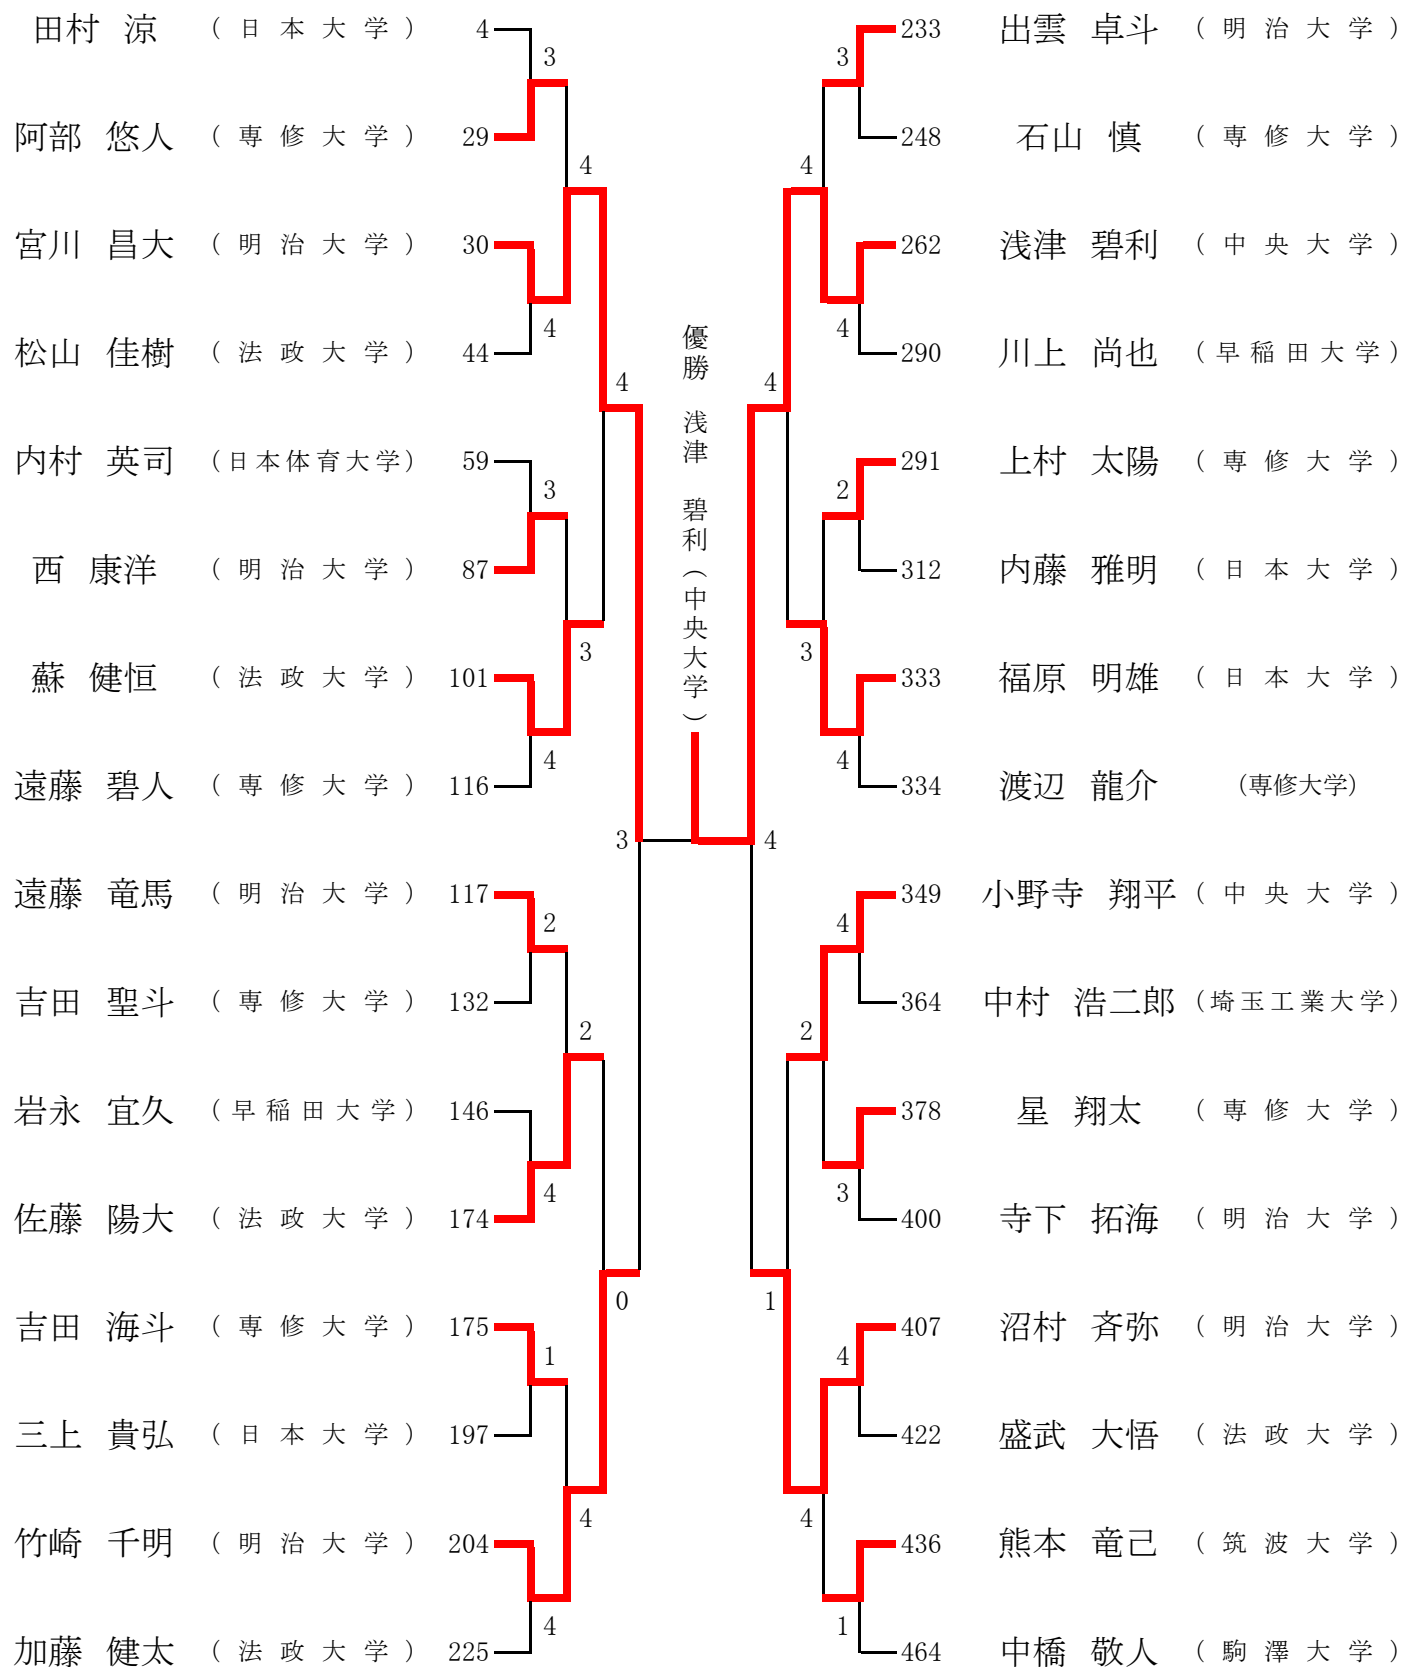 田村 涼 (日本大学) 4
阿部 悠人 (専修大学) 29
宮川 昌大 (明治大学) 30
松山 佳樹 (法政大学) 44
内村 英司 (日本体育大学) 59
西 康洋 (明治大学) 87
蘇 健恒 (法政大学) 101
遠藤 碧人 (専修大学) 116
遠藤 竜馬 (明治大学) 117
吉田 聖斗 (専修大学) 132
岩永 宜久 (早稲田大学) 146
佐藤 陽大 (法政大学) 174
吉田 海斗 (専修大学) 175
三上 貴弘 (日本大学) 197
竹崎 千明 (明治大学) 204
加藤 健太 (法政大学) 225
3
4
3
4
2
4
1
4
4
3
2
4
4
0
3
優勝 浅津 碧利(中央大学)
4
4
1
4
3
2
4
3
4
2
4
4
3
4
1
233 出雲 卓斗 (明治大学)
248 石山 慎 (専修大学)
262 浅津 碧利 (中央大学)
290 川上 尚也 (早稲田大学)
291 上村 太陽 (専修大学)
312 内藤 雅明 (日本大学)
333 福原 明雄 (日本大学)
334 渡辺 龍介 (専修大学)
349 小野寺 翔平 (中央大学)
364 中村 浩二郎 (埼玉工業大学)
378 星 翔太 (専修大学)
400 寺下 拓海 (明治大学)
407 沼村 斉弥 (明治大学)
422 盛武 大悟 (法政大学)
436 熊本 竜己 (筑波大学)
464 中橋 敬人 (駒澤大学)